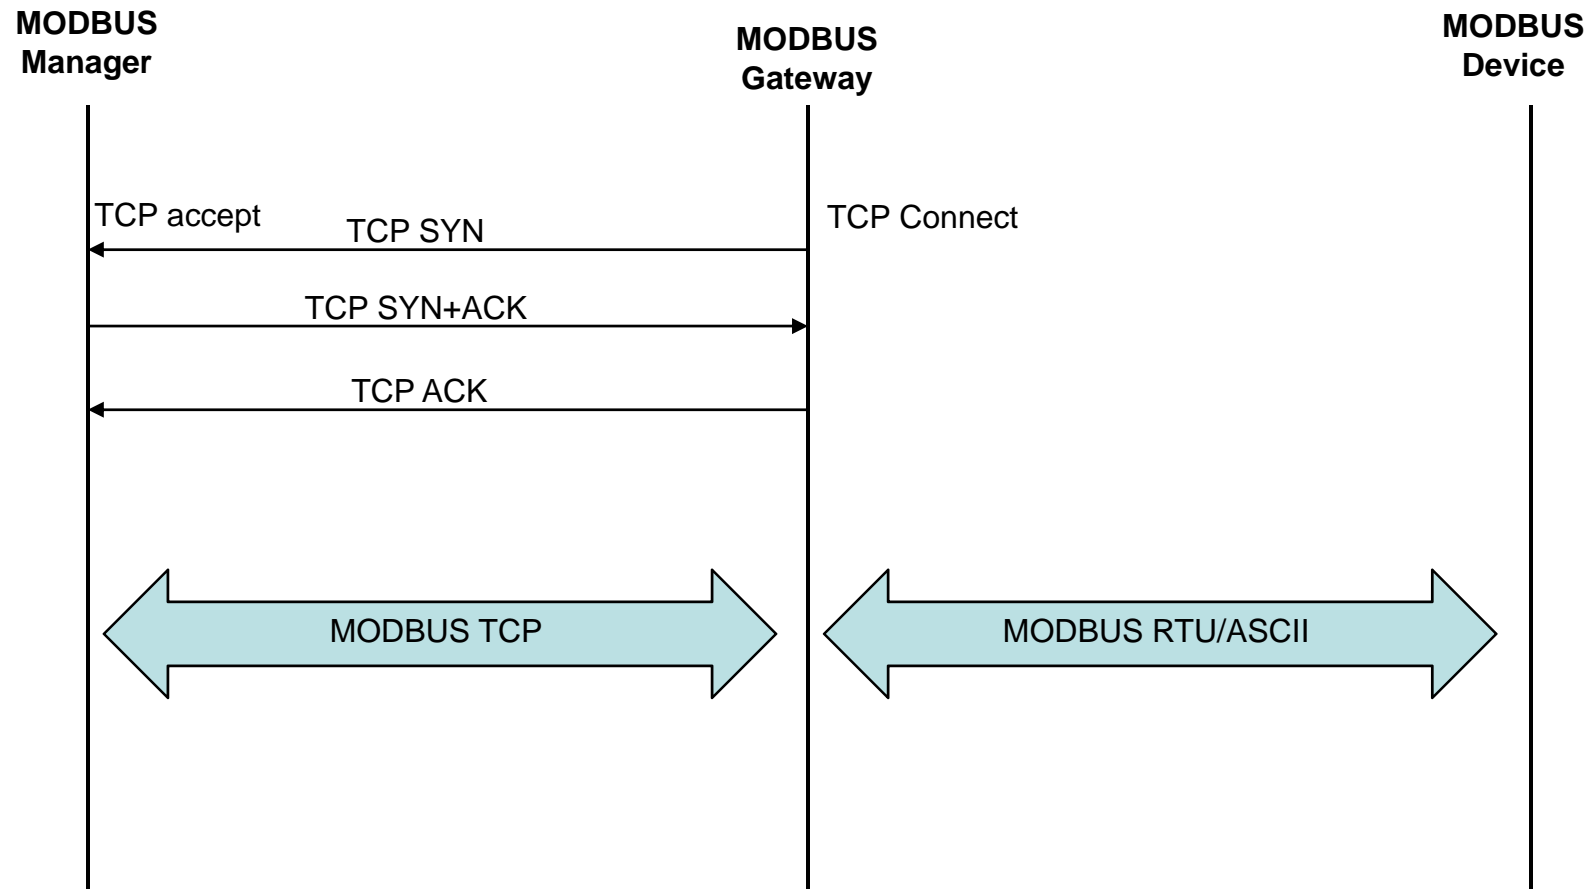 MODBUS
Manager
MODBUS
Gateway
MODBUS
Device
TCP accept
TCP SYN
TCP Connect
TCP SYN+ACK
TCP ACK
MODBUS TCP
MODBUS RTU/ASCII